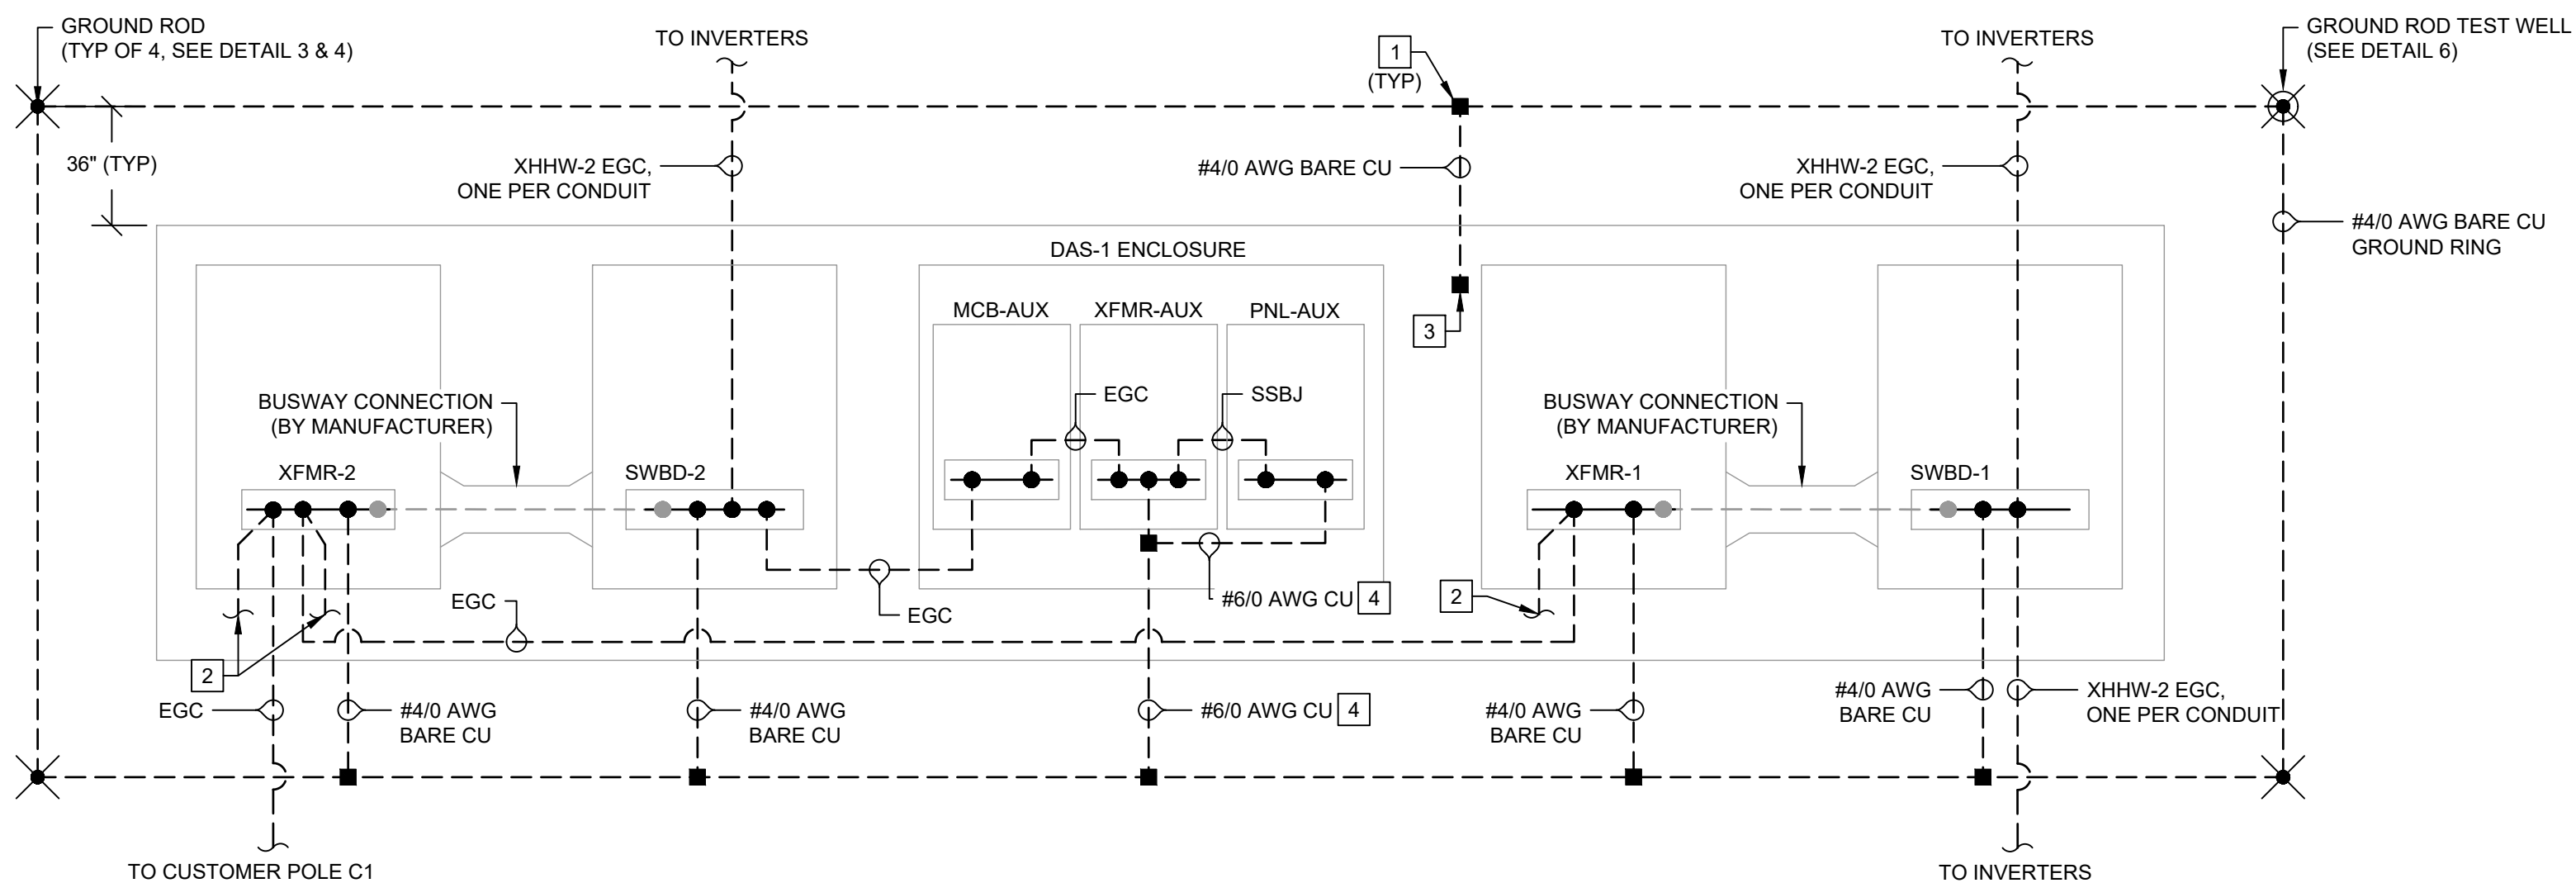 GROUND ROD
(TYP OF 4, SEE DETAIL 3 & 4)
TO INVERTERS
1
(TYP)
TO INVERTERS
GROUND ROD TEST WELL
(SEE DETAIL 6)
36" (TYP)
XHHW-2 EGC,
ONE PER CONDUIT
#4/0 AWG BARE CU
XHHW-2 EGC,
ONE PER CONDUIT
#4/0 AWG BARE CU
GROUND RING
DAS-1 ENCLOSURE
MCB-AUX
XFMR-AUX
PNL-AUX
3
BUSWAY CONNECTION
(BY MANUFACTURER)
EGC
SSBJ
BUSWAY CONNECTION
(BY MANUFACTURER)
XFMR-2
SWBD-2
XFMR-1
SWBD-1
EGC
EGC
#6/0 AWG CU 4
2
2
EGC
#4/0 AWG
BARE CU
#4/0 AWG
BARE CU
#6/0 AWG CU 4
#4/0 AWG
BARE CU
#4/0 AWG
BARE CU
XHHW-2 EGC,
ONE PER CONDUIT
TO CUSTOMER POLE C1
TO INVERTERS